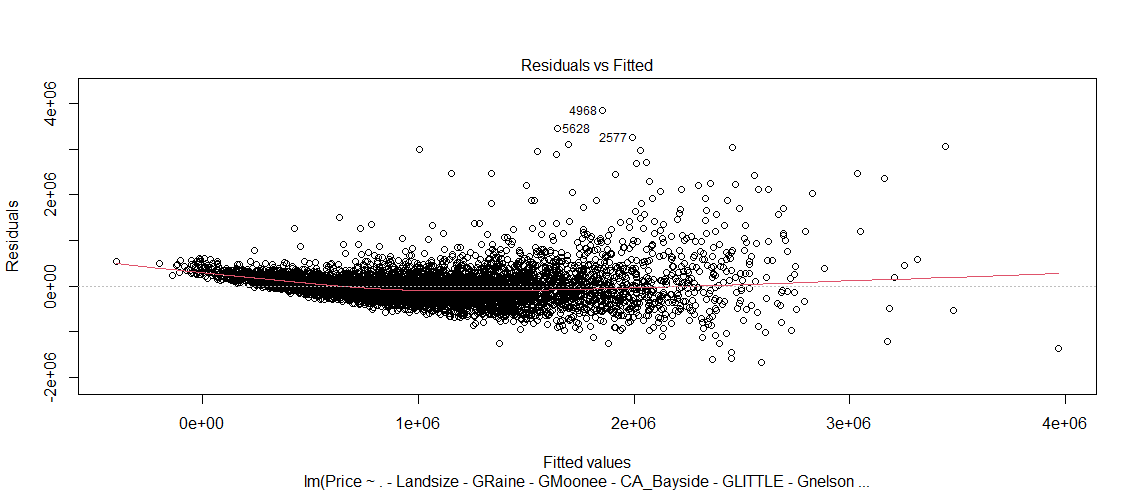 Residuals vs Fitted
Residuals
4e+06
2e+06
0e+00
-2e+06
4968
5628
2577
0e+00 1e+06 2e+06 3e+06 4e+06
Fitted values
lm(Price ~ . - Landsize - GRaine - GMoonee - CA_Bayside - GLITTLE - Gnelson ...